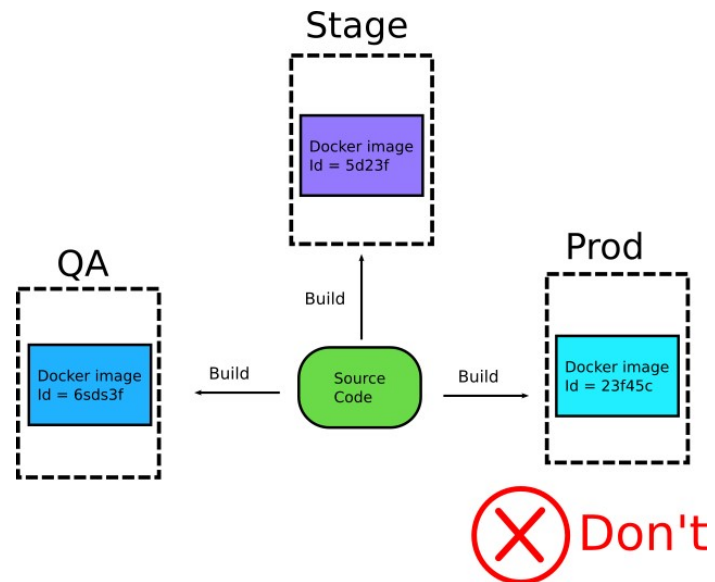 Stage
Docker image
Id = 5d23f
QA
Docker image
Id = 6sds3f
Build
Build
Source
Code
Build
Prod
Docker image
Id = 23f45c
Don't